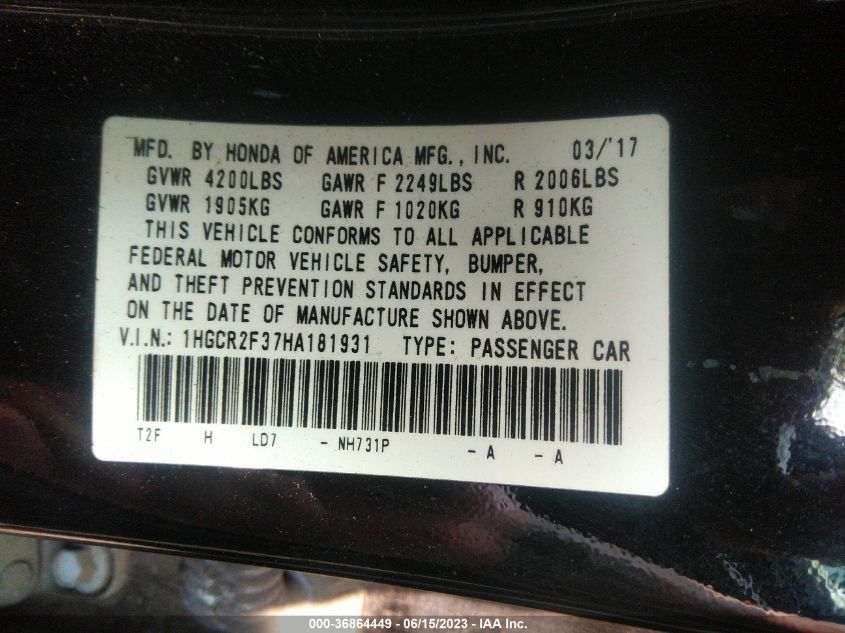 MFD. BY HONDA OF AMERICA MFG., INC. 03/'17
GVWR 4200LBS GAWR F 2249LBS R 2006LBS
GVWR 1905KG GAWR F 1020KG R 910KG
THIS VEHICLE CONFORMS TO ALL APPLICABLE
FEDERAL MOTOR VEHICLE SAFETY, BUMPER,
AND THEFT PREVENTION STANDARDS IN EFFECT
ON THE DATE OF MANUFACTURE SHOWN ABOVE.
V.I.N.: 1HGCR2F37HA181931 TYPE: PASSENGER CAR
T2F H LD7 - NH731P - A - A
000-36864449 - 06/15/2023 - IAA Inc.